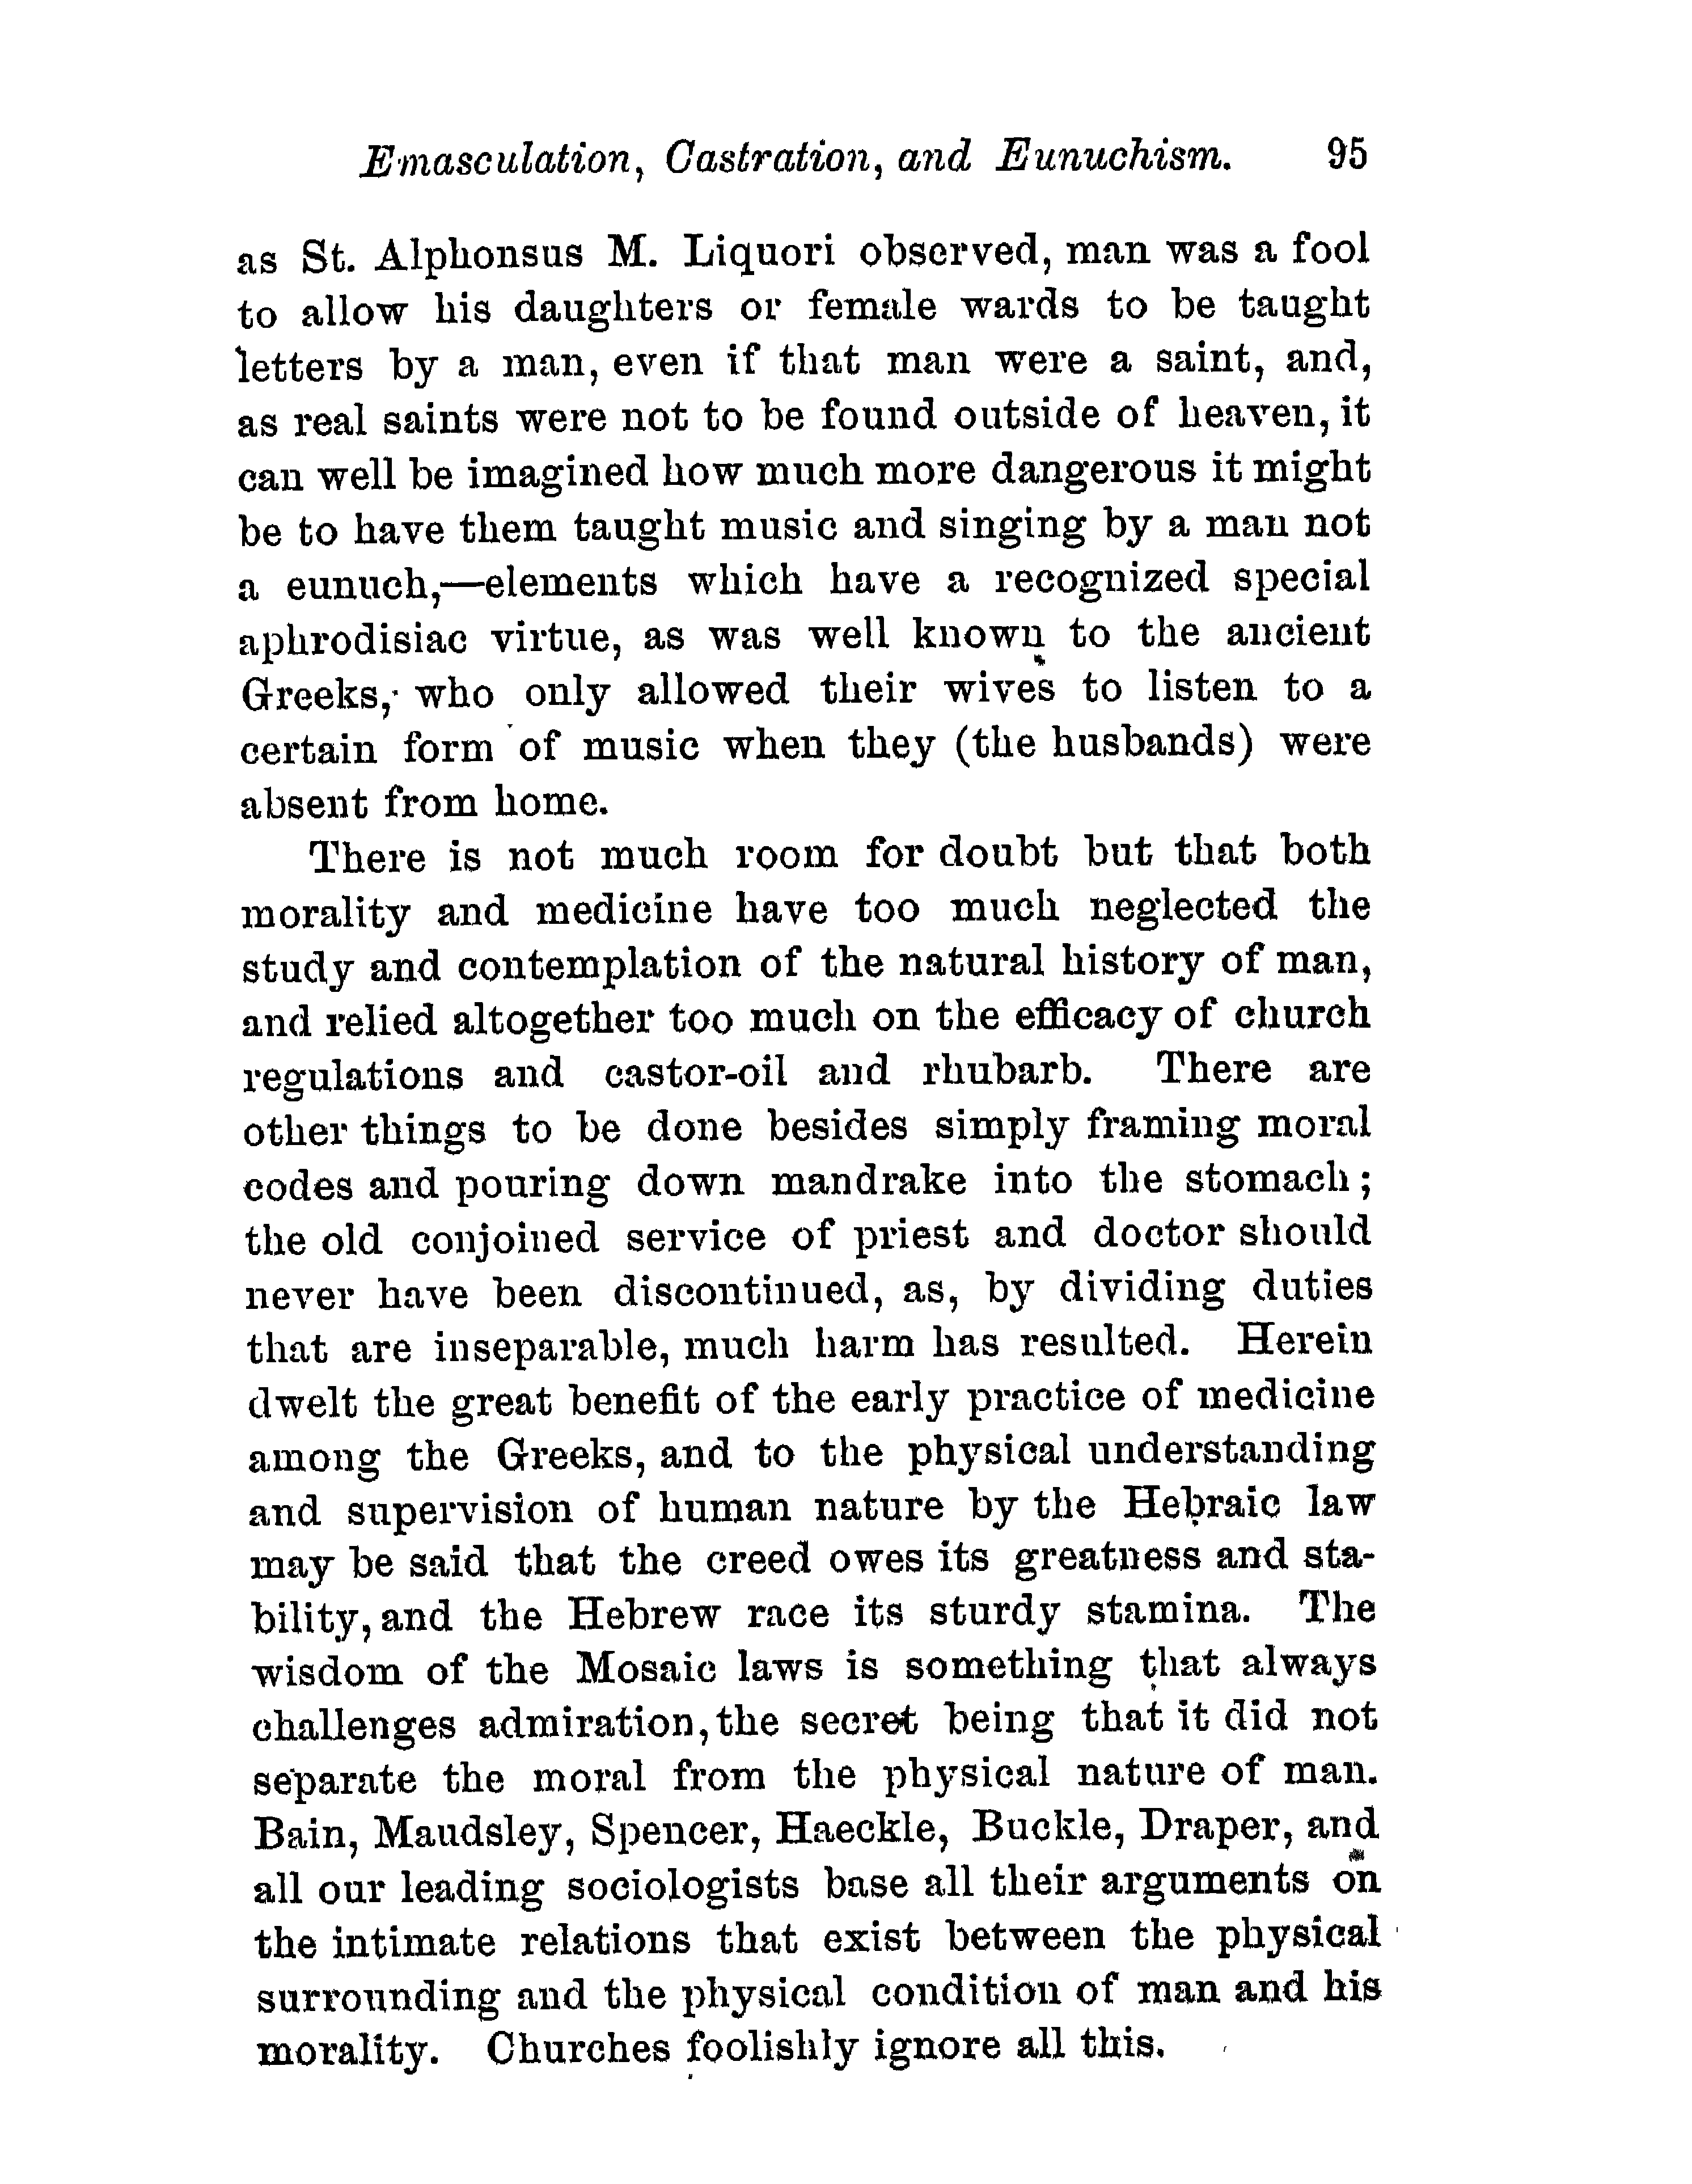 Emasculation, Castration, and Eunuchism. 95
as St. Alphonsus M. Liquori observed, man was a fool
to allow his daughters or female wards to be taught
letters by a man, even if that man were a saint, and,
as real saints were not to be found outside of heaven, it
can well be imagined how much more dangerous it might
be to have them taught music and singing by a man not
a eunuch,—elements which have a recognized special
aphrodisiac virtue, as was well known to the ancient
Greeks, who only allowed their wives to listen to a
certain form of music when they (the husbands) were
absent from home.
There is not much room for doubt but that both
morality and medicine have too much neglected the
study and contemplation of the natural history of man,
and relied altogether too much on the efficacy of church
regulations and castor-oil and rhubarb. There are
other things to be done besides simply framing moral
codes and pouring down mandrake into the stomach;
the old conjoined service of priest and doctor should
never have been discontinued, as, by dividing duties
that are inseparable, much harm has resulted. Herein
dwelt the great benefit of the early practice of medicine
among the Greeks, and to the physical understanding
and supervision of human nature by the Hebraic law
may be said that the creed owes its greatness and sta-
bility, and the Hebrew race its sturdy stamina. The
wisdom of the Mosaic laws is something that always
challenges admiration, the secret being that it did not
separate the moral from the physical nature of man.
Bain, Maudsley, Spencer, Haeckle, Buckle, Draper, and
all our leading sociologists base all their arguments on
the intimate relations that exist between the physical
surrounding and the physical condition of man and his
morality. Churches foolishly ignore all this.